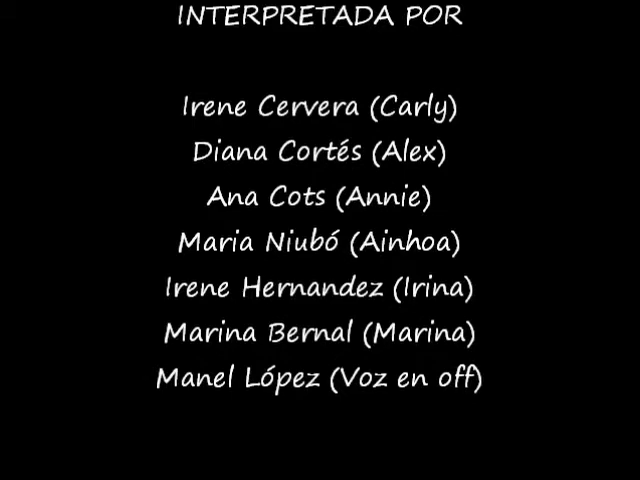 INTERPRETADA POR
Irene Cervera (Carly)
Diana Cortés (Alex)
Ana Cots (Annie)
Maria Niubó (Ainhoa)
Irene Hernandez (Irina)
Marina Bernal (Marina)
Manel López (Voz en off)